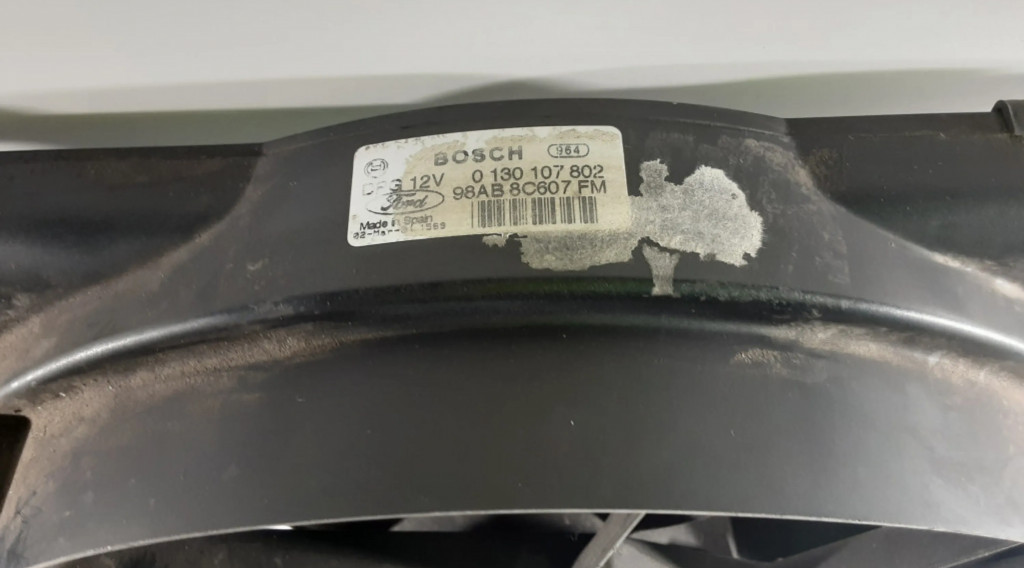 BOSCH 964
0 130 107 802
12V
98AB 8C607 FM
Ford
Made in Spain